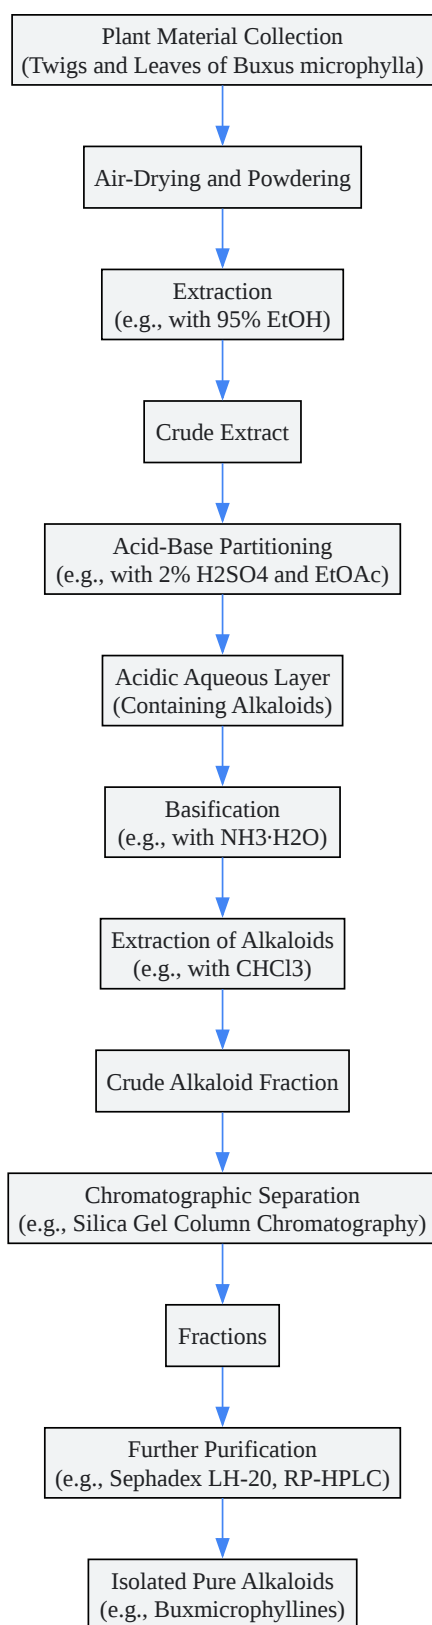 Plant Material Collection
(Twigs and Leaves of Buxus microphylla)
Air-Drying and Powdering
Extraction
(e.g., with 95% EtOH)
Crude Extract
Acid-Base Partitioning
(e.g., with 2% H2SO4 and EtOAc)
Acidic Aqueous Layer
(Containing Alkaloids)
Basification
(e.g., with NH3·H2O)
Extraction of Alkaloids
(e.g., with CHCl3)
Crude Alkaloid Fraction
Chromatographic Separation
(e.g., Silica Gel Column Chromatography)
Fractions
Further Purification
(e.g., Sephadex LH-20, RP-HPLC)
Isolated Pure Alkaloids
(e.g., Buxmicrophyllines)